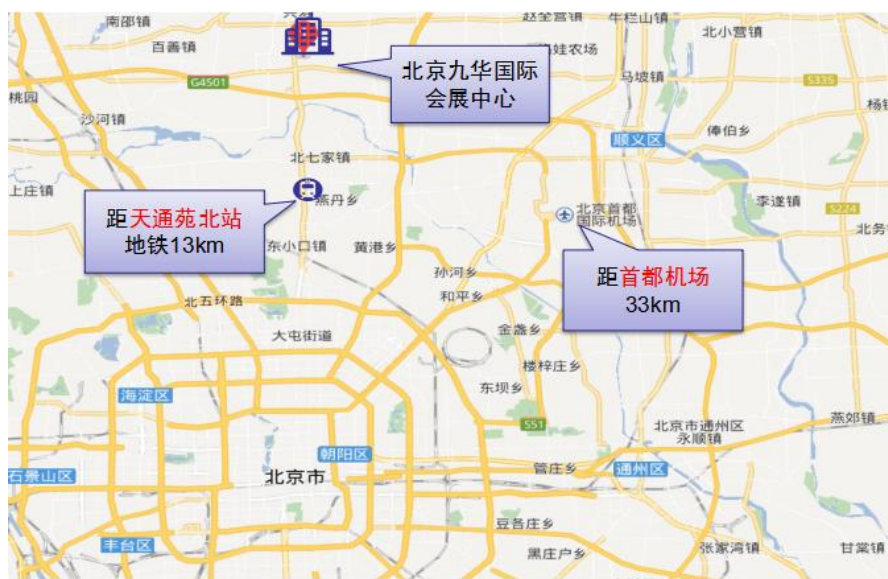 南邵镇
兴寿
赵全营镇
牛栏山镇
北小营镇
百善镇
马坡镇
G4501
S335
桃园
沙河镇
北京九华国际
会展中心
杨镇
顺义区
俸伯乡
北七家镇
上庄镇
燕丹乡
李遂镇
S224
距天通苑北站
地铁13km
北京首都
国际机场
北务
东小口镇
黄港乡
孙河乡
距首都机场
33km
和平乡
北五环路
大屯街道
金盏乡
楼梓庄乡
海淀区
东坝乡
S51
燕郊镇
北京市通州区
永顺镇
朝阳区
石景山区
北京市
管庄乡
通州区
豆各庄乡
丰台区
黑庄户乡
张家湾镇
甘棠镇